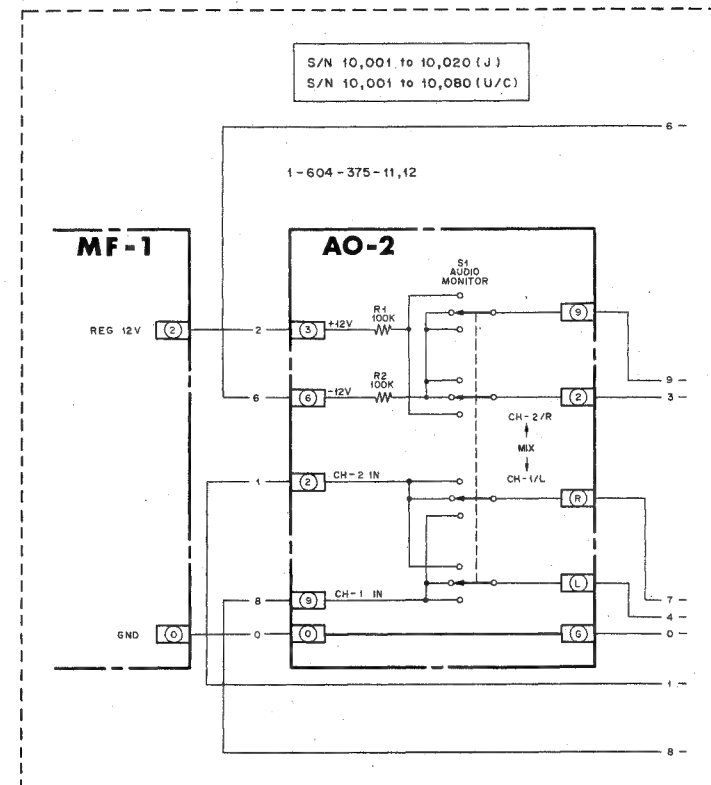 S/N 10,001 to 10,020 (J)
S/N 10,001 to 10,080 (U/C)
6
1-604-375-11,12
MF-1
AO-2
S1
AUDIO
MONITOR
R1
100K
REG 12V 2
2
3 +12V
9
R2
100K
9
6
6 -12V
2
3
CH-2/R
MIX
CH-1/L
1
2 CH-2 IN
R
L
8
9 CH-1 IN
7
4
GND 0
0
0
G
0
1
8